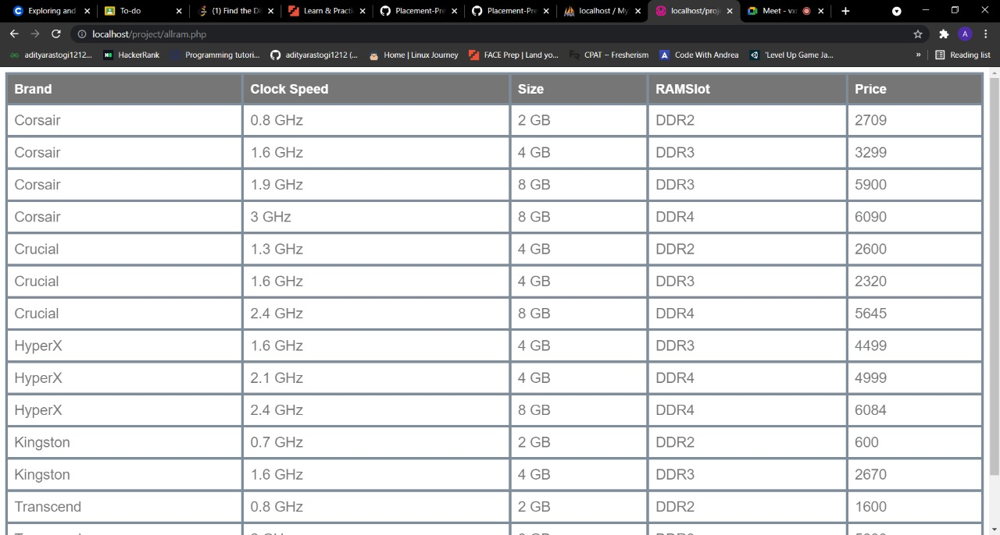 Exploring and
To-do
(1) Find the Di
Learn & Practi
Placement-Pre
Placement-Pre
localhost / My
localhost/proj
Meet - vxr
localhost/project/allram.php
A
adityarastogi1212...
HackerRank
Programming tutori...
adityarastogi1212 (...
Home | Linux Journey
FACE Prep | Land yo...
CPAT – Fresherism
Code With Andrea
'Level Up Game Ja...
»
Reading list
Brand Clock Speed Size RAMSlot Price
Corsair 0.8 GHz 2 GB DDR2 2709
Corsair 1.6 GHz 4 GB DDR3 3299
Corsair 1.9 GHz 8 GB DDR3 5900
Corsair 3 GHz 8 GB DDR4 6090
Crucial 1.3 GHz 4 GB DDR2 2600
Crucial 1.6 GHz 4 GB DDR3 2320
Crucial 2.4 GHz 8 GB DDR4 5645
HyperX 1.6 GHz 4 GB DDR3 4499
HyperX 2.1 GHz 4 GB DDR4 4999
HyperX 2.4 GHz 8 GB DDR4 6084
Kingston 0.7 GHz 2 GB DDR2 600
Kingston 1.6 GHz 4 GB DDR3 2670
Transcend 0.8 GHz 2 GB DDR2 1600